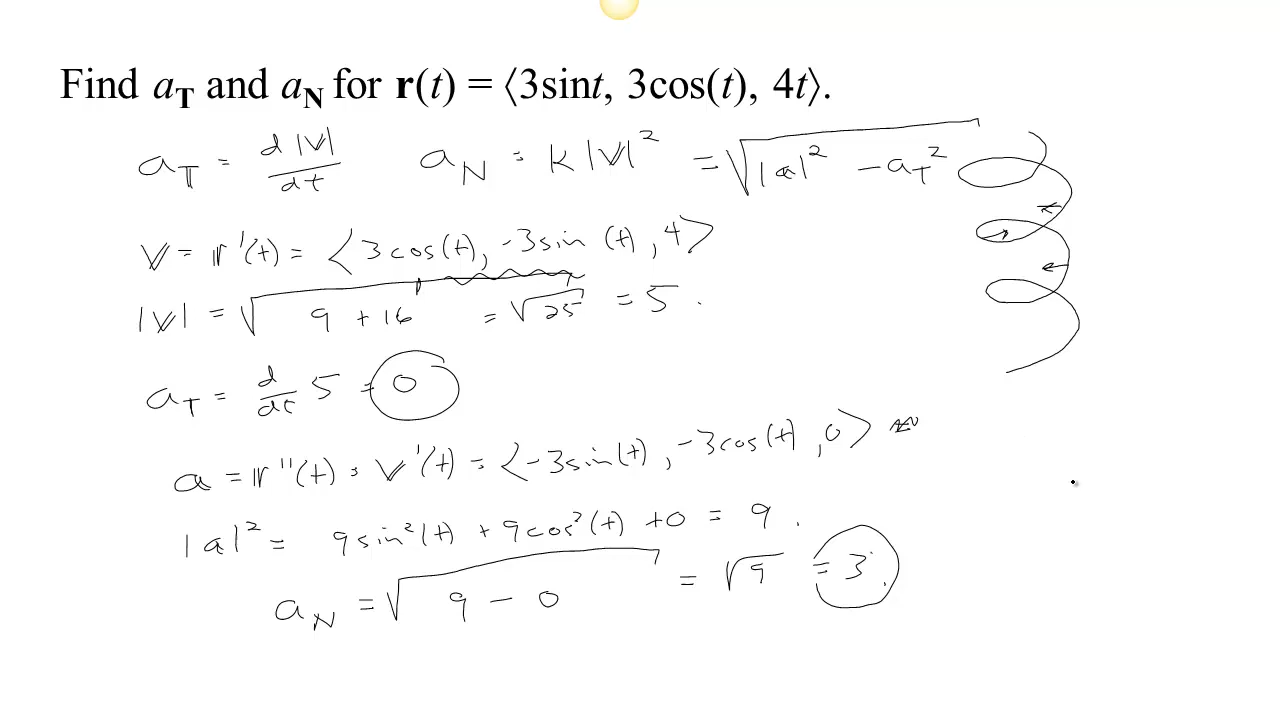 Find a_T and a_N for r(t) = ⟨3sint, 3cos(t), 4t⟩.
a_T = d|v|/dt   a_N = k|v|² = √(|a|² - a_T²)
v = r'(t) = <3cos(t), -3sin(t), 4>
|v| = √(9 + 16) = √25 = 5.
a_T = d/dt 5 = 0
a = r''(t) = v'(t) = <-3sin(t), -3cos(t), 0>
|a|² = 9sin²(t) + 9cos²(t) + 0 = 9.
a_N = √(9 - 0) = √9 = 3.